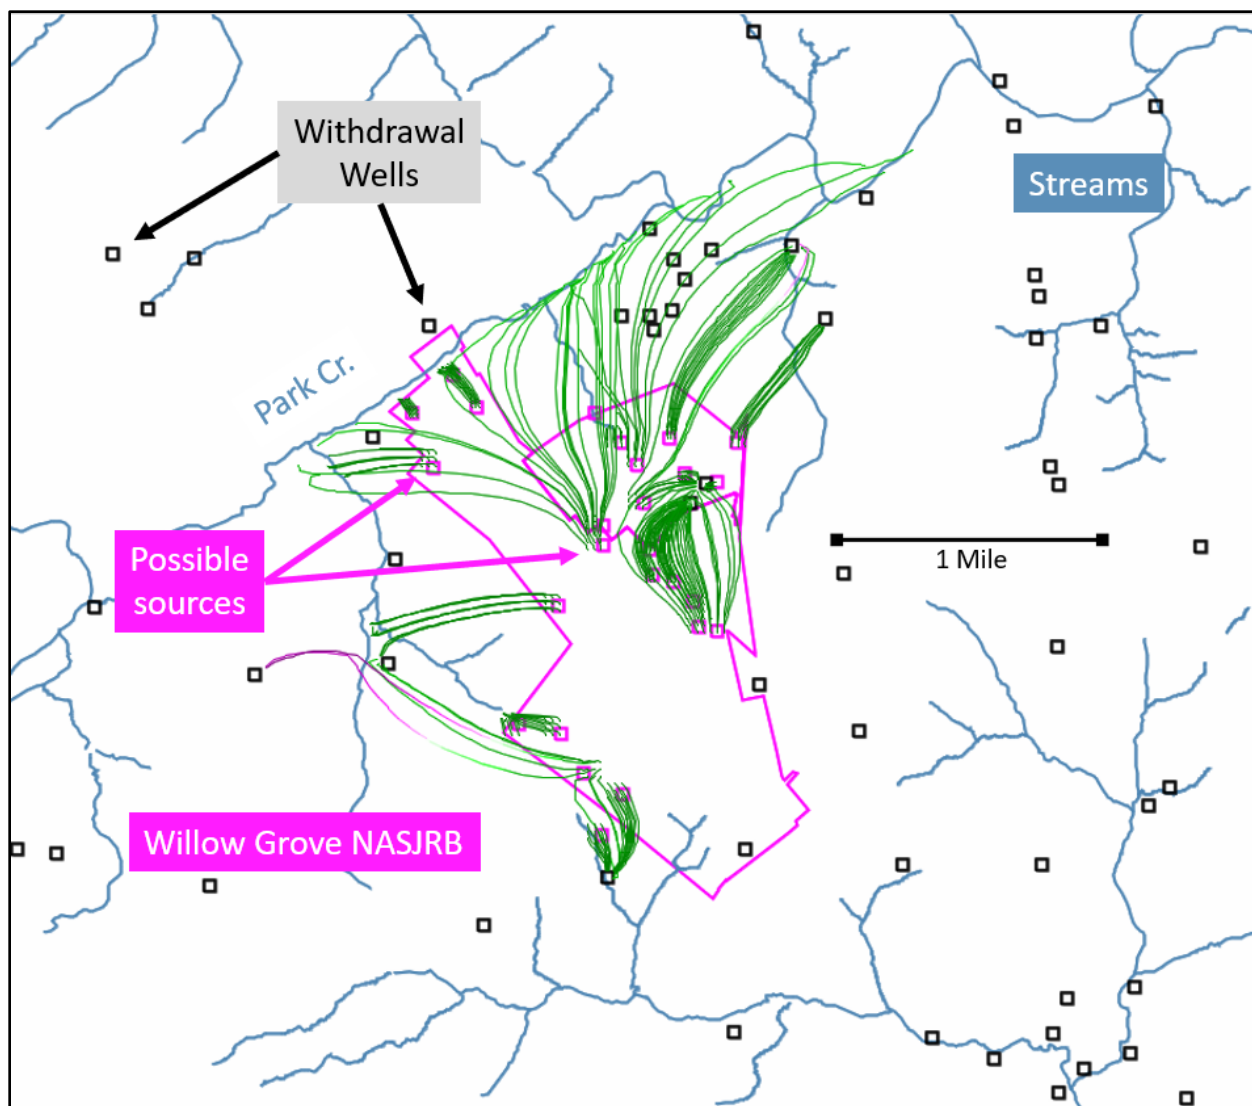 Withdrawal
Wells
Streams
Park Cr.
Possible
sources
1 Mile
Willow Grove NASJRB